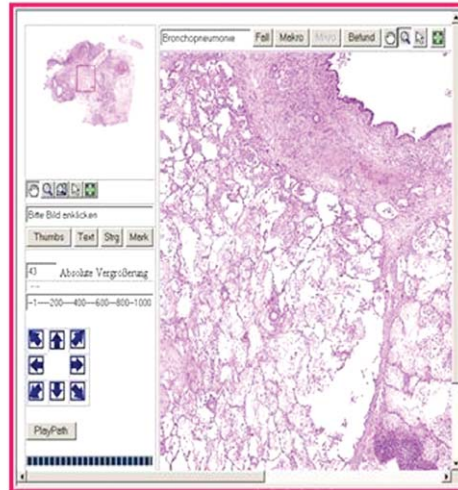 Bronchopneumonie Fall Makro Mikro Befund
Bitte Bild anklicken
Thumbs Text Strg Mark
43 Absolute Vergrößerung
--
-1----200----400----600--800-1000
PlayPath